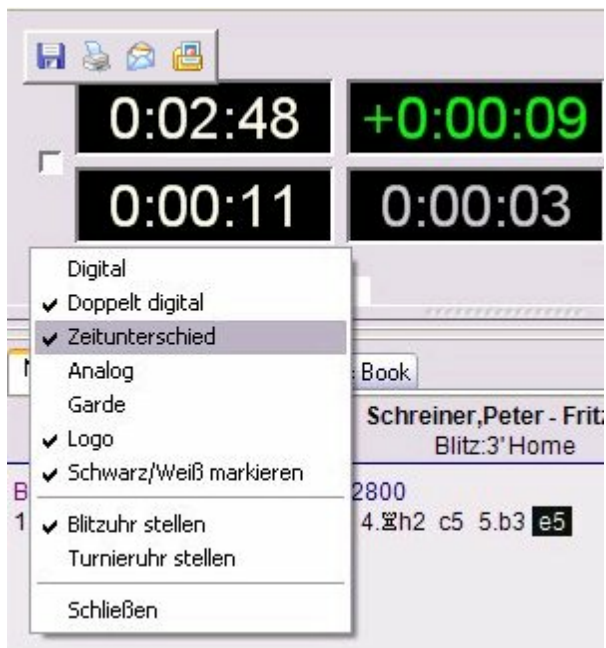 0:02:48 +0:00:09
0:00:11 0:00:03
Digital
Doppelt digital
Zeitunterschied
Analog
Garde
Logo
Schwarz/Weiß markieren
Blitzuhr stellen
Turnieruhr stellen
Schließen
Book
Schreiner,Peter - Fritz
Blitz:3'Home
B 2800
1 4.♖h2 c5 5.b3 e5